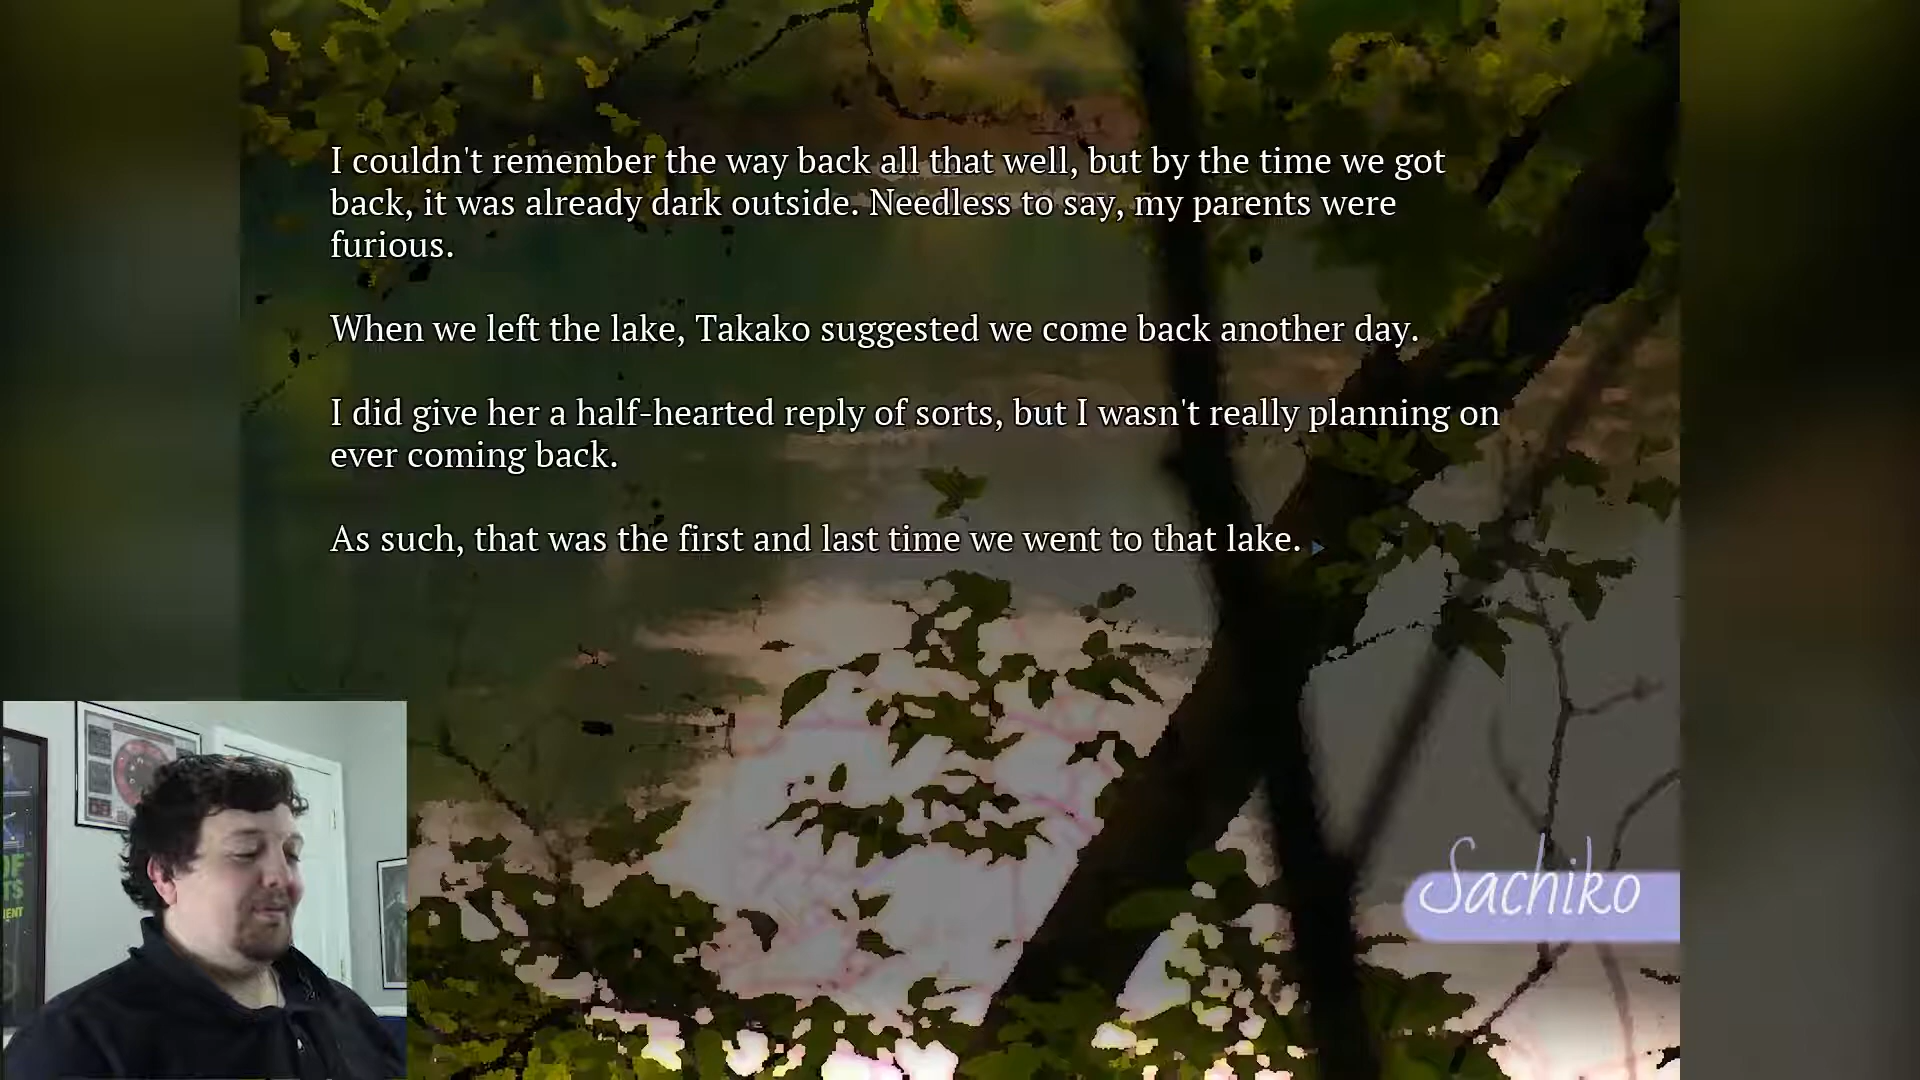 I couldn't remember the way back all that well, but by the time we got
back, it was already dark outside. Needless to say, my parents were
furious.
When we left the lake, Takako suggested we come back another day.
I did give her a half-hearted reply of sorts, but I wasn't really planning on
ever coming back.
As such, that was the first and last time we went to that lake.
Sachiko